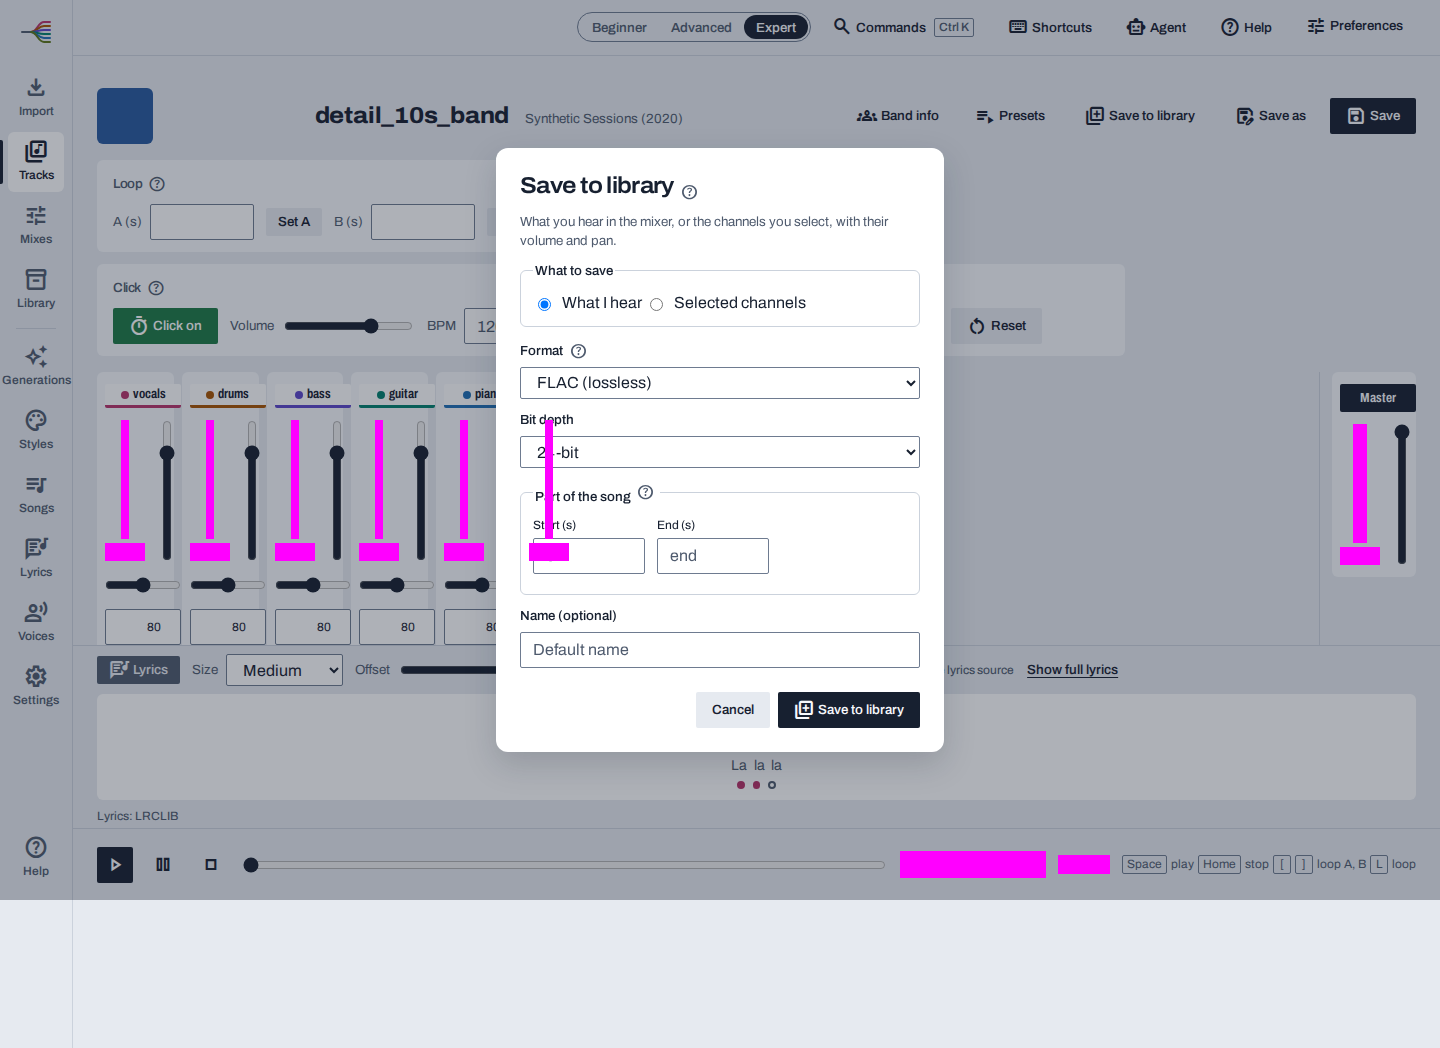 Beginner Advanced Expert Commands Ctrl K Shortcuts Agent Help Preferences
Import
Tracks
Mixes
Library
Generations
Styles
Songs
Lyrics
Voices
Settings
Help
detail_10s_band Synthetic Sessions (2020) Band info Presets Save to library Save as Save
Loop
A (s) Set A B (s)
Click
Click on Volume BPM Reset
vocals drums bass guitar Master
80 80 80 80
Save to library
What you hear in the mixer, or the channels you select, with their
volume and pan.
What to save
What I hear Selected channels
Format
FLAC (lossless)
Bit depth
-bit
Part of the song
Start (s) End (s)
end
Name (optional)
Default name
Cancel Save to library
Lyrics Size Medium Offset lyrics source Show full lyrics
La la la
Lyrics: LRCLIB
Space play Home stop [ ] loop A, B L loop